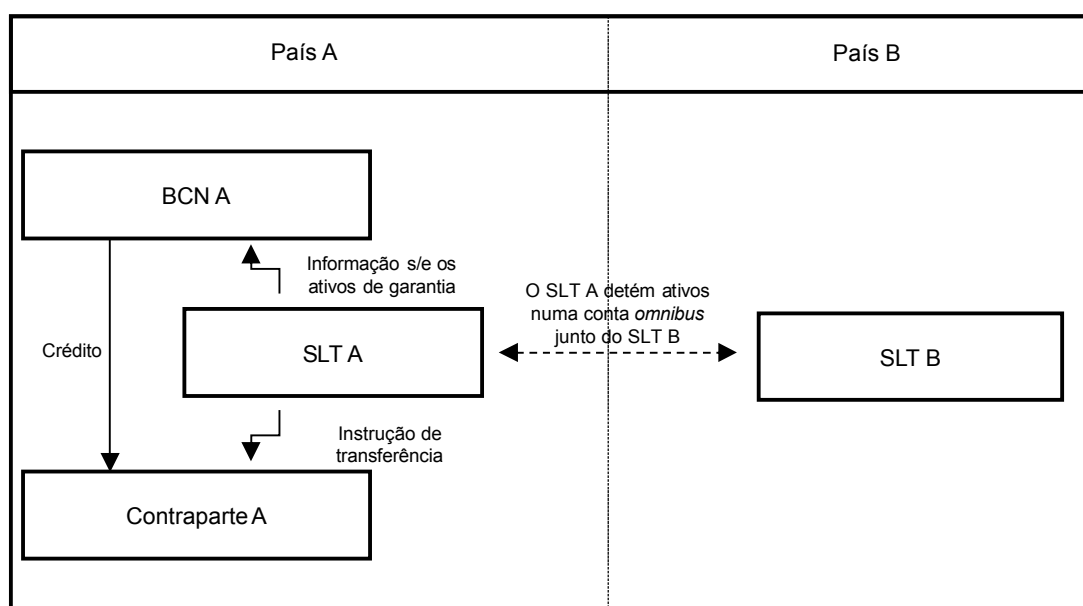 País A
País B
BCN A
Informação s/e os
ativos de garantia
O SLT A detém ativos
numa conta omnibus
junto do SLT B
Crédito
SLT A
SLT B
Instrução de
transferência
Contraparte A